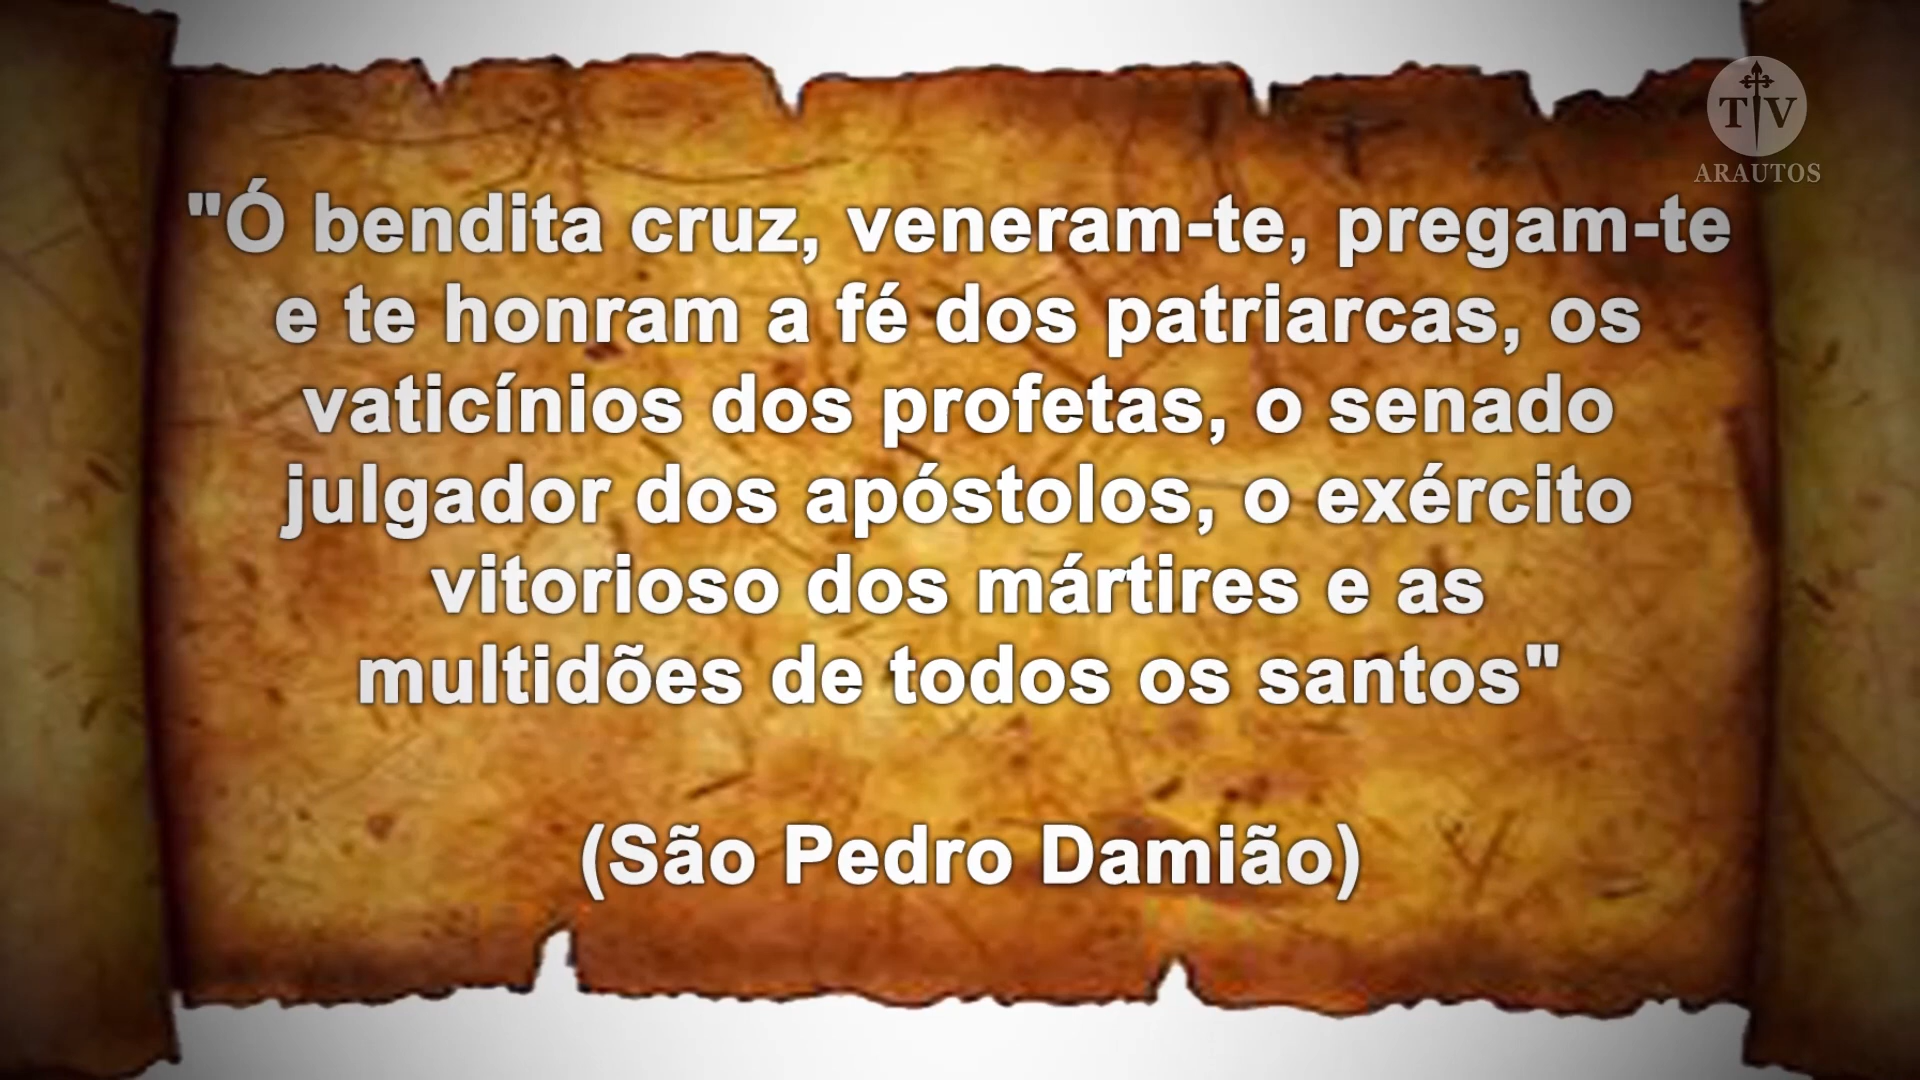 TV
ARAUTOS
"Ó bendita cruz, veneram-te, pregam-te
e te honram a fé dos patriarcas, os
vaticínios dos profetas, o senado
julgador dos apóstolos, o exército
vitorioso dos mártires e as
multidões de todos os santos"
(São Pedro Damião)